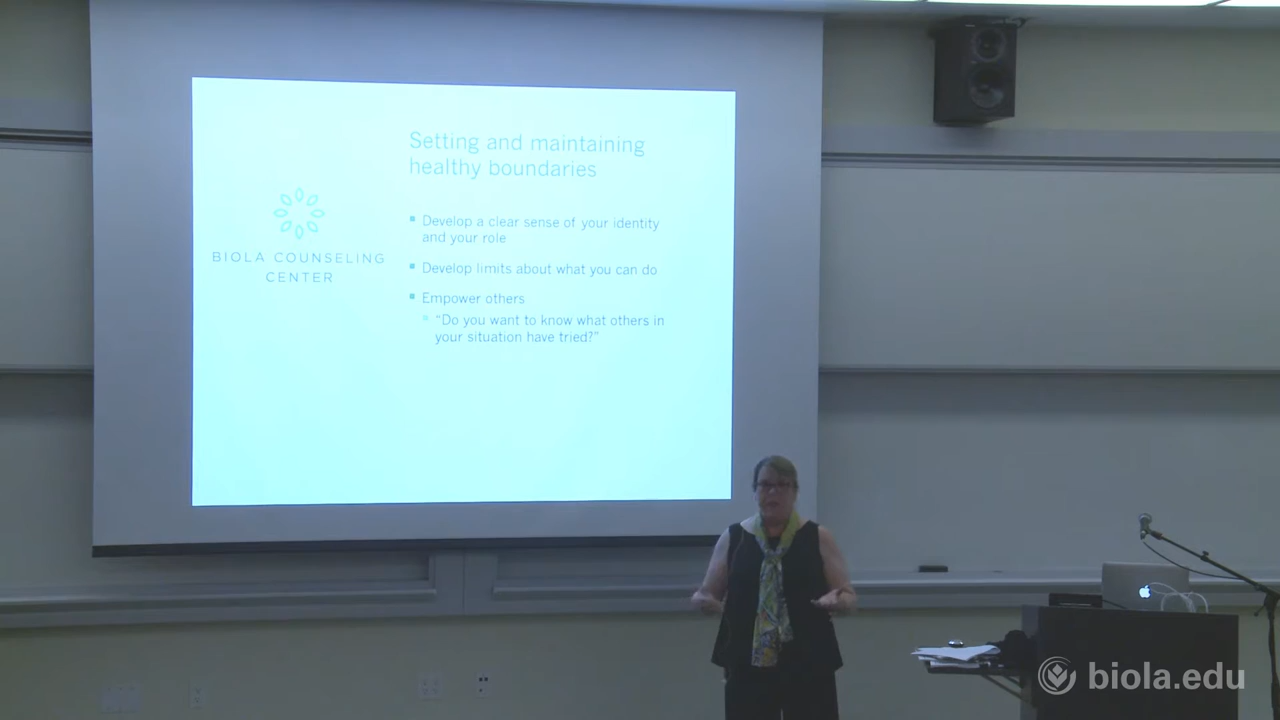 Setting and maintaining
healthy boundaries
BIOLA COUNSELING
CENTER
▪ Develop a clear sense of your identity
and your role
▪ Develop limits about what you can do
▪ Empower others
▫ “Do you want to know what others in
your situation have tried?”
biola.edu